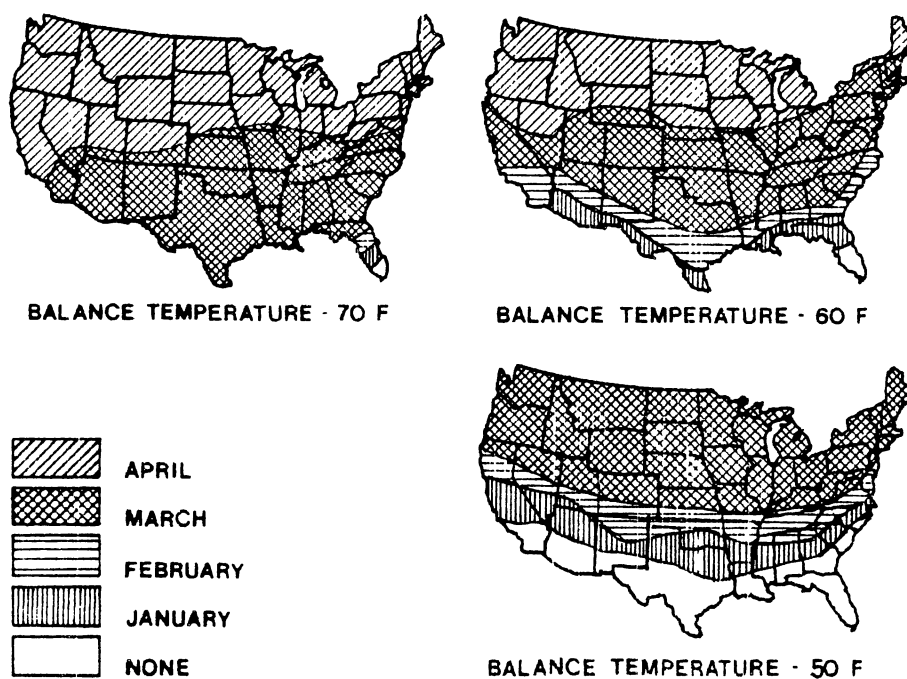 BALANCE TEMPERATURE - 70 F
BALANCE TEMPERATURE - 60 F
APRIL
MARCH
FEBRUARY
JANUARY
NONE
BALANCE TEMPERATURE - 50 F